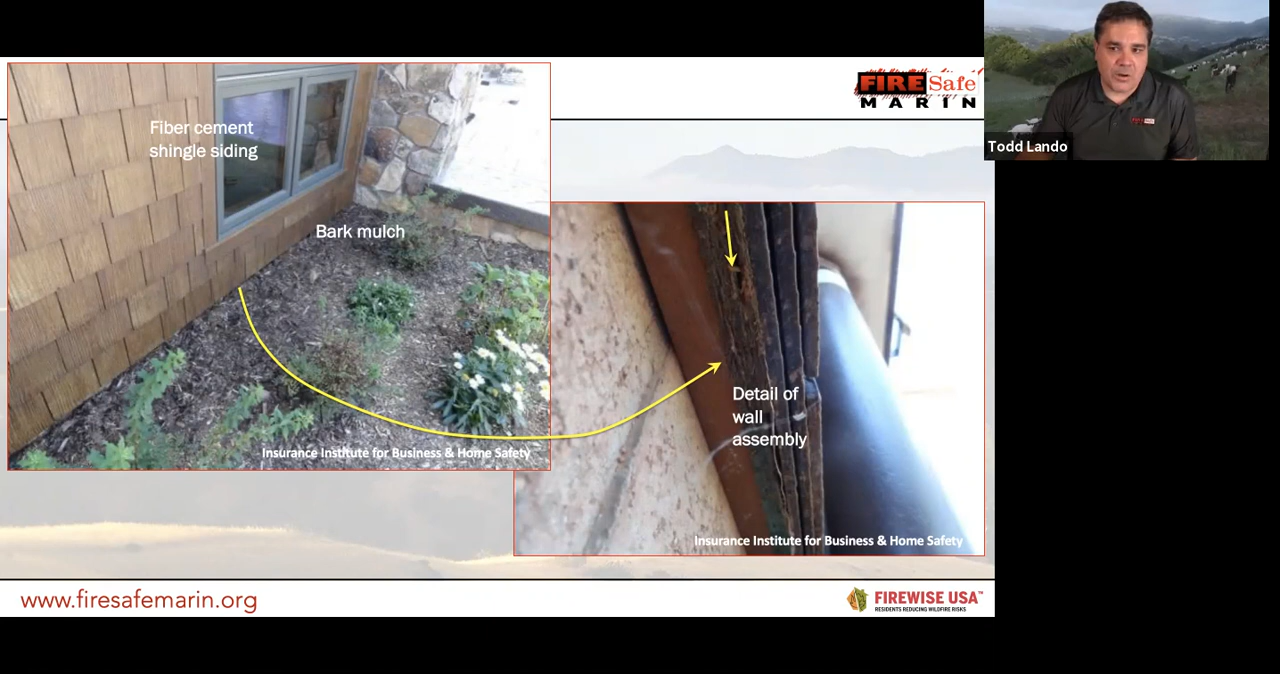 Fiber cement
shingle siding
Bark mulch
Insurance Institute for Business & Home Safety
FIRE Safe
MARIN
Todd Lando
Detail of
wall
assembly
Insurance Institute for Business & Home Safety
www.firesafemarin.org
FIREWISE USA™
RESIDENTS REDUCING WILDFIRE RISKS